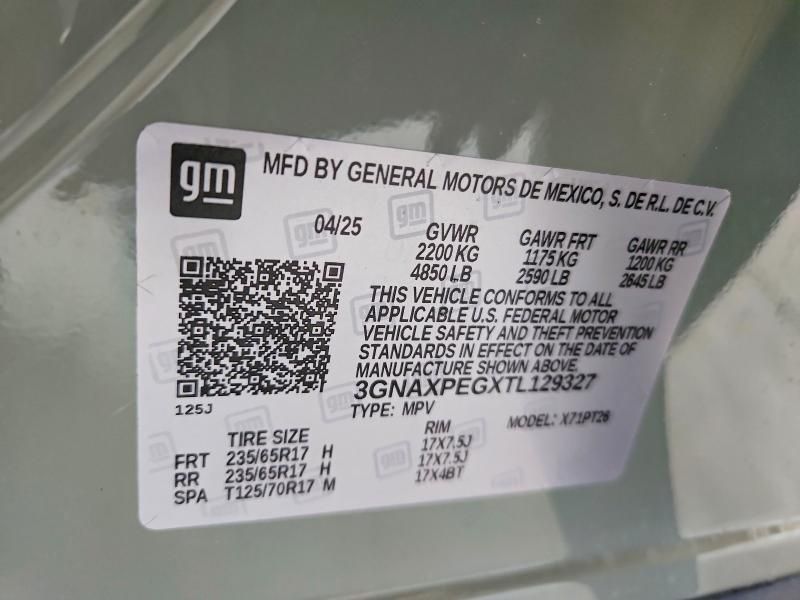 gm MFD BY GENERAL MOTORS DE MEXICO, S. DE R.L. DE C.V.
04/25 GVWR GAWR FRT GAWR RR
2200 KG 1175 KG 1200 KG
4850 LB 2590 LB 2645 LB
THIS VEHICLE CONFORMS TO ALL
APPLICABLE U.S. FEDERAL MOTOR
VEHICLE SAFETY AND THEFT PREVENTION
STANDARDS IN EFFECT ON THE DATE OF
MANUFACTURE SHOWN ABOVE.
3GNAXPEGXTL129327
125J TYPE: MPV MODEL: X71PT26
TIRE SIZE RIM
FRT 235/65R17 H 17X7.5J
RR 235/65R17 H 17X7.5J
SPA T125/70R17 M 17X4BT